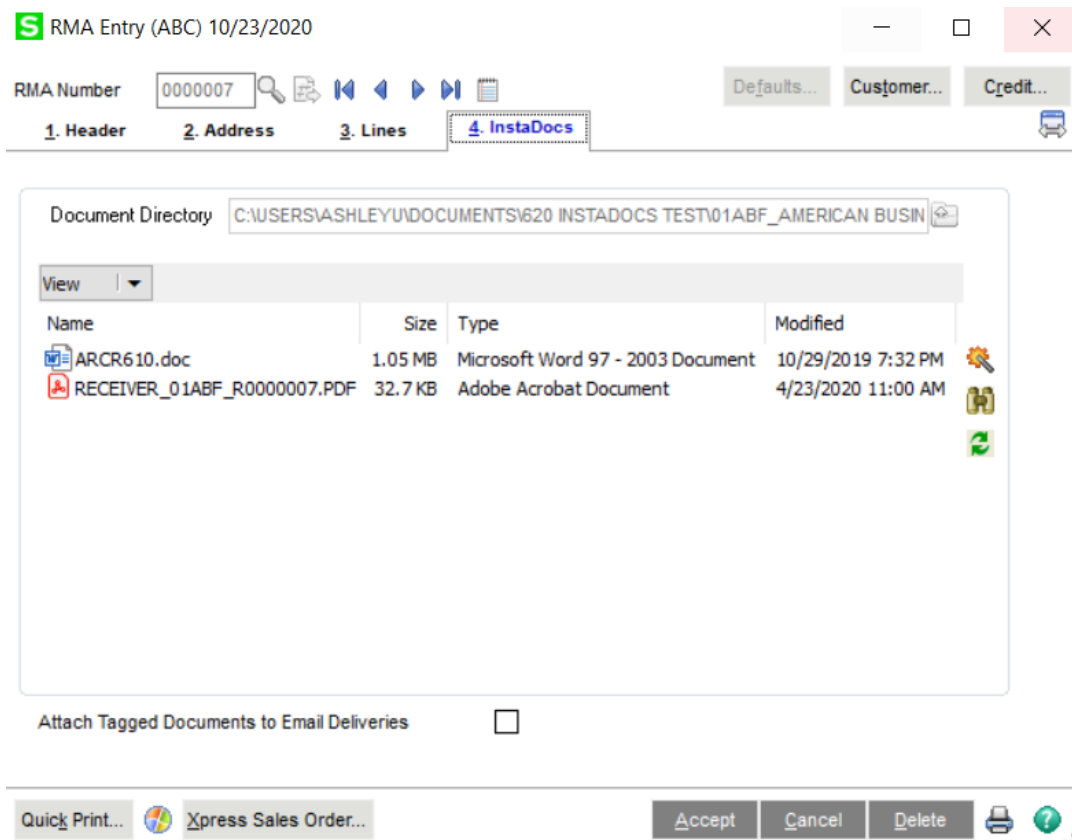 S RMA Entry (ABC) 10/23/2020
RMA Number 0000007 Defaults... Customer... Credit...
1. Header 2. Address 3. Lines 4. InstaDocs
Document Directory C:\USERS\ASHLEYU\DOCUMENTS\620 INSTADOCS TEST\01ABF_AMERICAN BUSIN
View
Name Size Type Modified
ARCR610.doc 1.05 MB Microsoft Word 97 - 2003 Document 10/29/2019 7:32 PM
RECEIVER_01ABF_R0000007.PDF 32.7 KB Adobe Acrobat Document 4/23/2020 11:00 AM
Attach Tagged Documents to Email Deliveries
Quick Print... Xpress Sales Order... Accept Cancel Delete